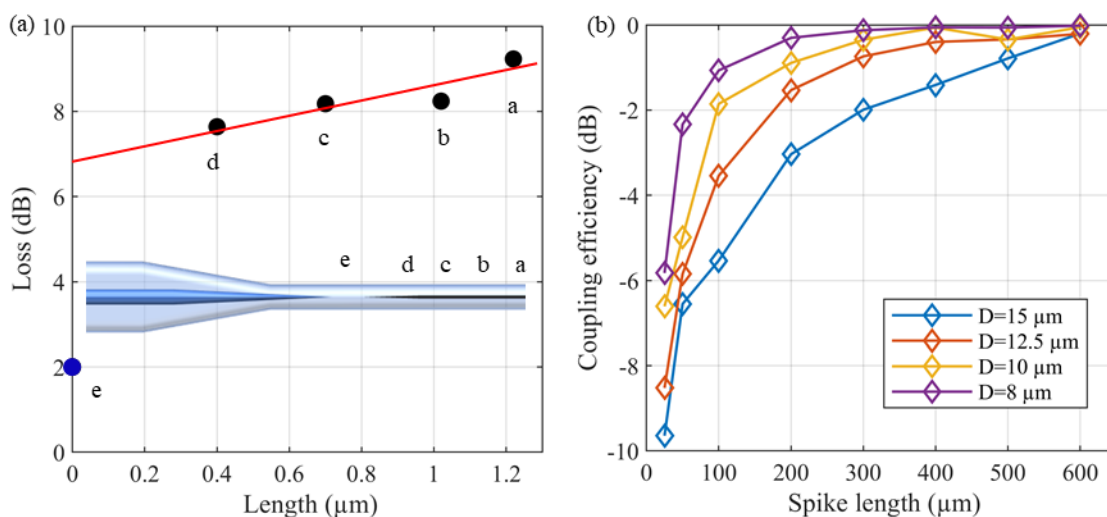 (a)
10
8
6
4
2
0
Loss (dB)
d
c
b
a
e
d
c
b
a
e
0
0.2
0.4
0.6
0.8
1
1.2
Length (µm)
(b)
0
-2
-4
-6
-8
-10
Coupling efficiency (dB)
D=15 µm
D=12.5 µm
D=10 µm
D=8 µm
0
100
200
300
400
500
600
Spike length (µm)